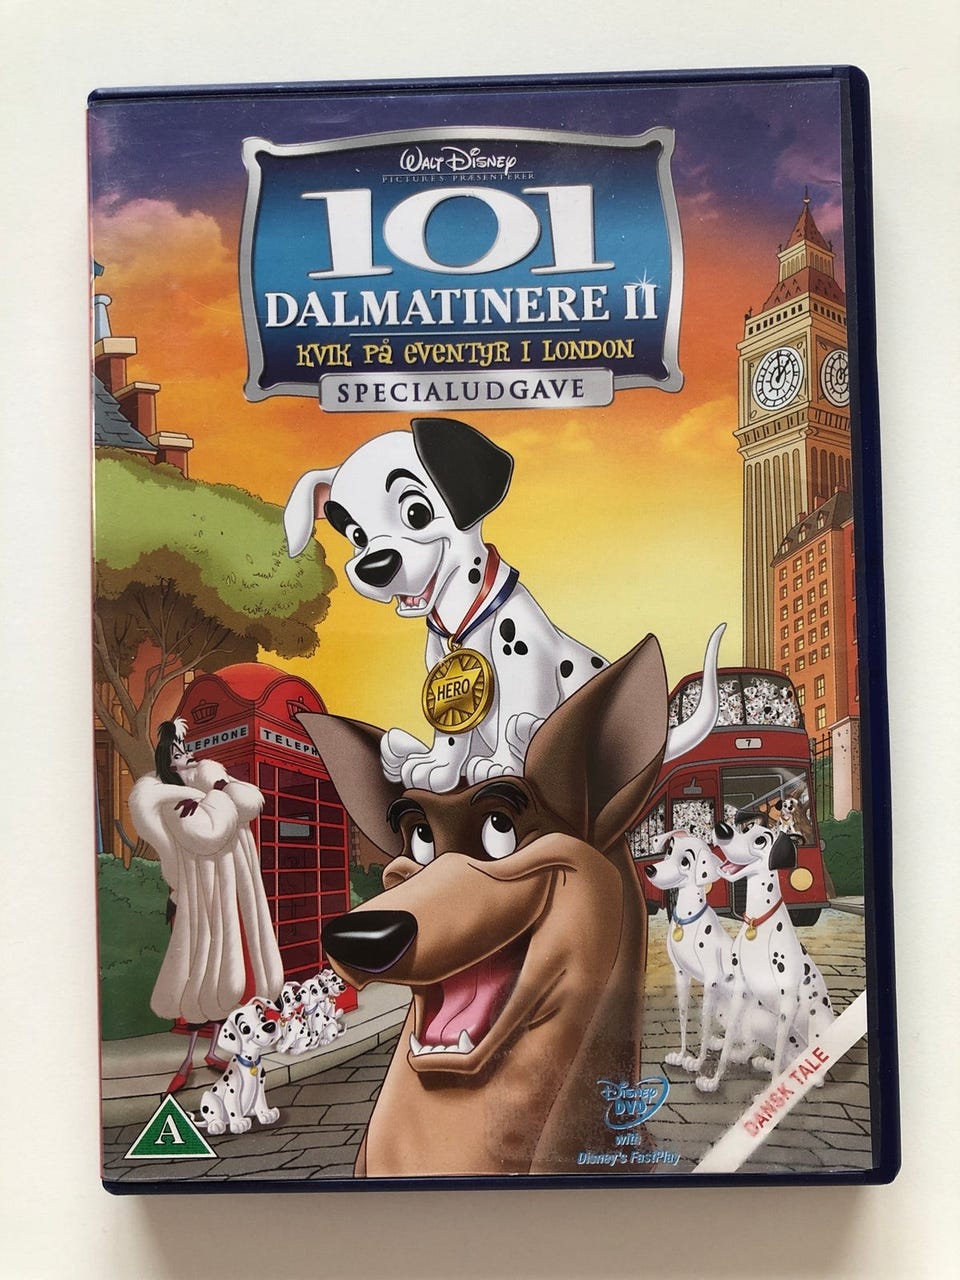 WALT DISNEY
PICTURES PRÆSENTERER
101
DALMATINERE II
KVIK PÅ EVENTYR I LONDON
SPECIALUDGAVE
HERO
LEPHONE
TELEPH
7
A
DISNEY
DVD
with
Disney's FastPlay
DANSK TALE